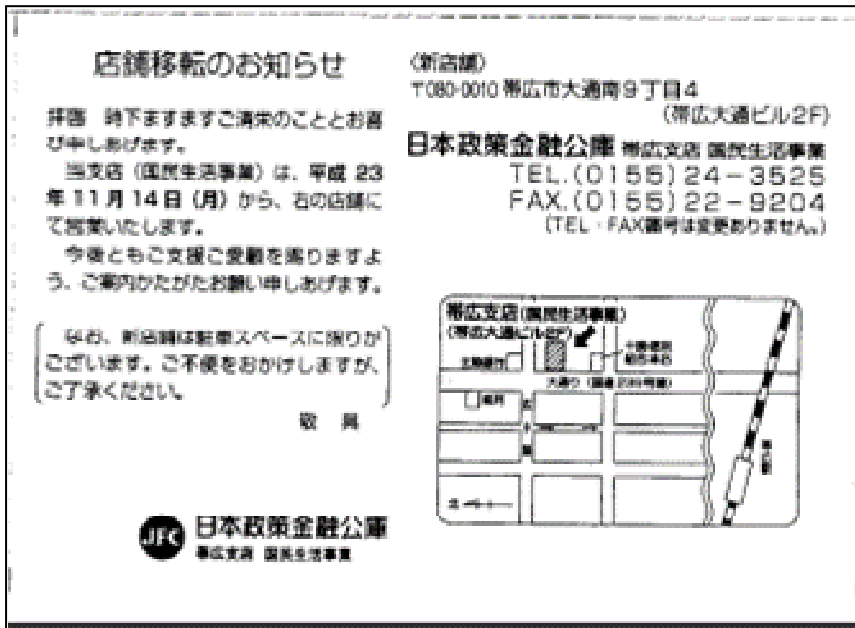 店舗移転のお知らせ
拝啓 時下ますますご清栄のこととお喜
び申しあげます。
当支店（国民生活事業）は、平成 23
年 11 月 14 日（月）から、右の店舗に
て営業いたします。
今後ともご支援ご愛顧を賜りますよ
う、ご案内かたがたお願い申しあげます。
なお、新店舗は駐車スペースに限りが
ございます。ご不便をおかけしますが、
ご了承ください。
敬 具
JFC 日本政策金融公庫
帯広支店 国民生活事業
〈新店舗〉
〒080-0010 帯広市大通南９丁目４
（帯広大通ビル２F）
日本政策金融公庫 帯広支店 国民生活事業
TEL.(０１５５)２４－３５２５
FAX.(０１５５)２２－９２０４
（TEL・FAX番号は変更ありません。）
帯広支店（国民生活事業）
（帯広大通ビル2F）
大通り
北